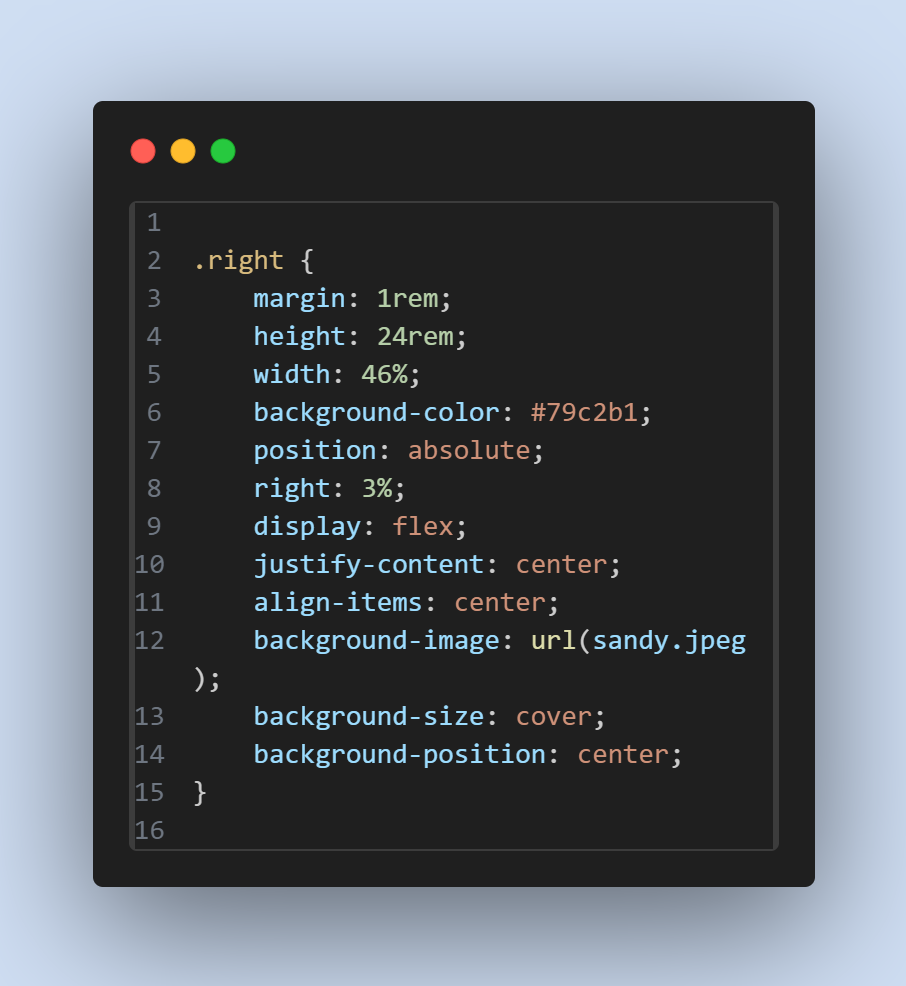 1
2 .right {
3     margin: 1rem;
4     height: 24rem;
5     width: 46%;
6     background-color: #79c2b1;
7     position: absolute;
8     right: 3%;
9     display: flex;
10     justify-content: center;
11     align-items: center;
12     background-image: url(sandy.jpeg
);
13     background-size: cover;
14     background-position: center;
15 }
16